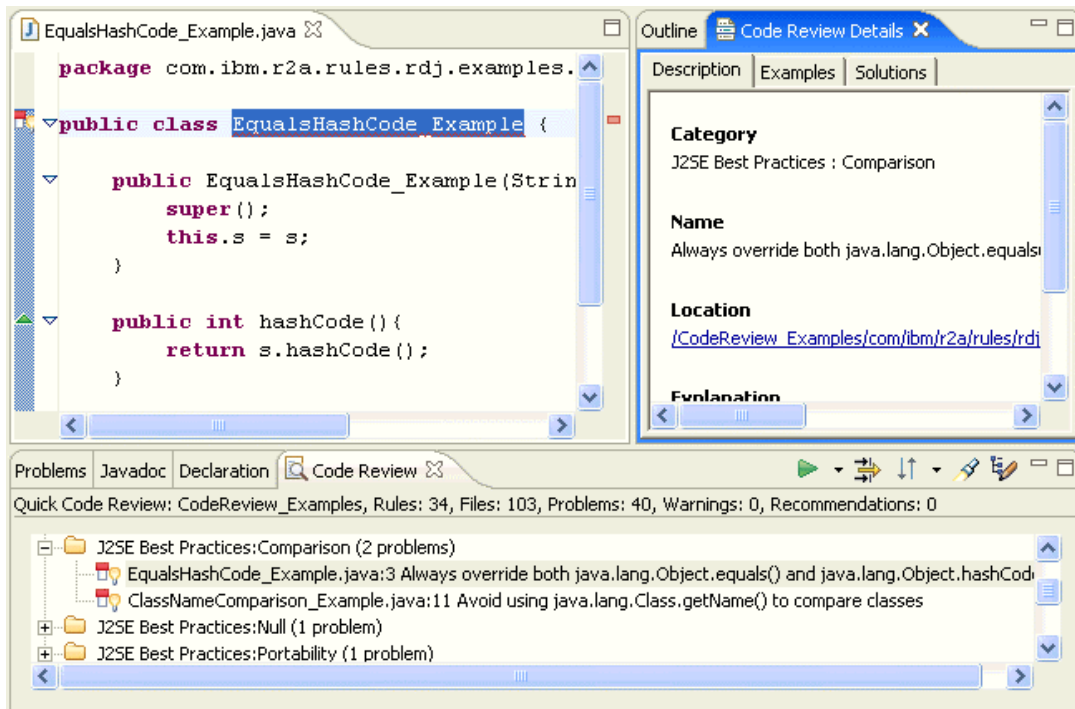 EqualsHashCode_Example.java
package com.ibm.r2a.rules.rdj.examples.
public class EqualsHashCode_Example {
public EqualsHashCode_Example(Strin
super();
this.s = s;
}
public int hashCode(){
return s.hashCode();
}
Outline Code Review Details
Description Examples Solutions
Category
J2SE Best Practices : Comparison
Name
Always override both java.lang.Object.equals(
Location
/CodeReview_Examples/com/ibm/r2a/rules/rdj
Explanation
Problems Javadoc Declaration Code Review
Quick Code Review: CodeReview_Examples, Rules: 34, Files: 103, Problems: 40, Warnings: 0, Recommendations: 0
J2SE Best Practices:Comparison (2 problems)
EqualsHashCode_Example.java:3 Always override both java.lang.Object.equals() and java.lang.Object.hashCod
ClassNameComparison_Example.java:11 Avoid using java.lang.Class.getName() to compare classes
J2SE Best Practices:Null (1 problem)
J2SE Best Practices:Portability (1 problem)